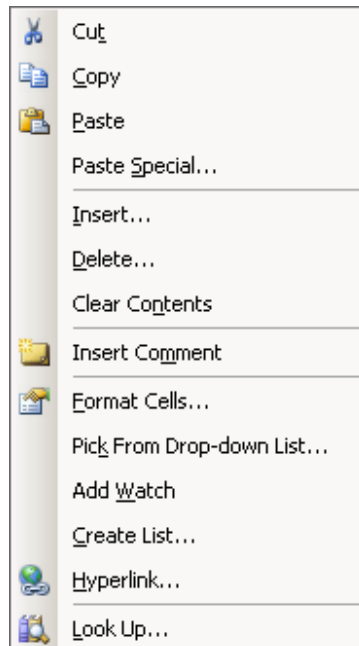 Cut
Copy
Paste
Paste Special...
Insert...
Delete...
Clear Contents
Insert Comment
Format Cells...
Pick From Drop-down List...
Add Watch
Create List...
Hyperlink...
Look Up...